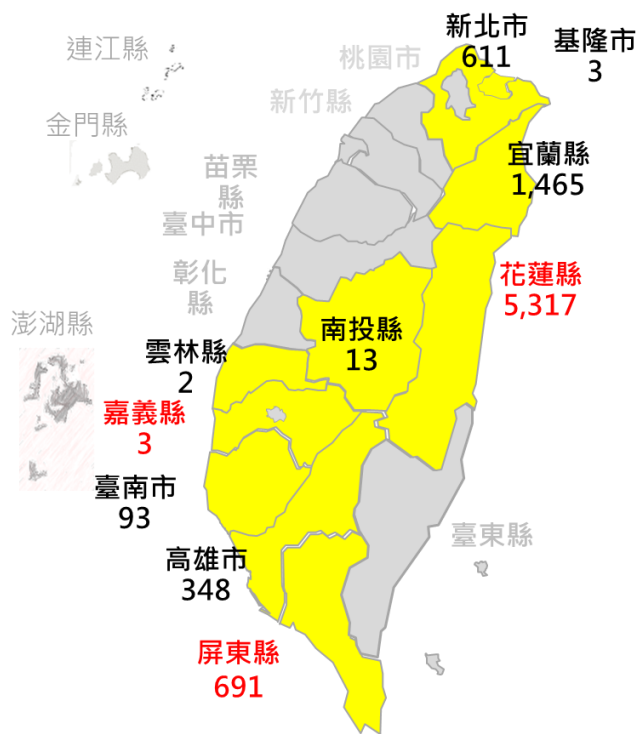 新北市
611
基隆市
3
連江縣
桃園市
新竹縣
金門縣
宜蘭縣
1,465
苗栗
縣
臺中市
彰化
縣
花蓮縣
5,317
澎湖縣
南投縣
13
雲林縣
2
嘉義縣
3
臺南市
93
臺東縣
高雄市
348
屏東縣
691